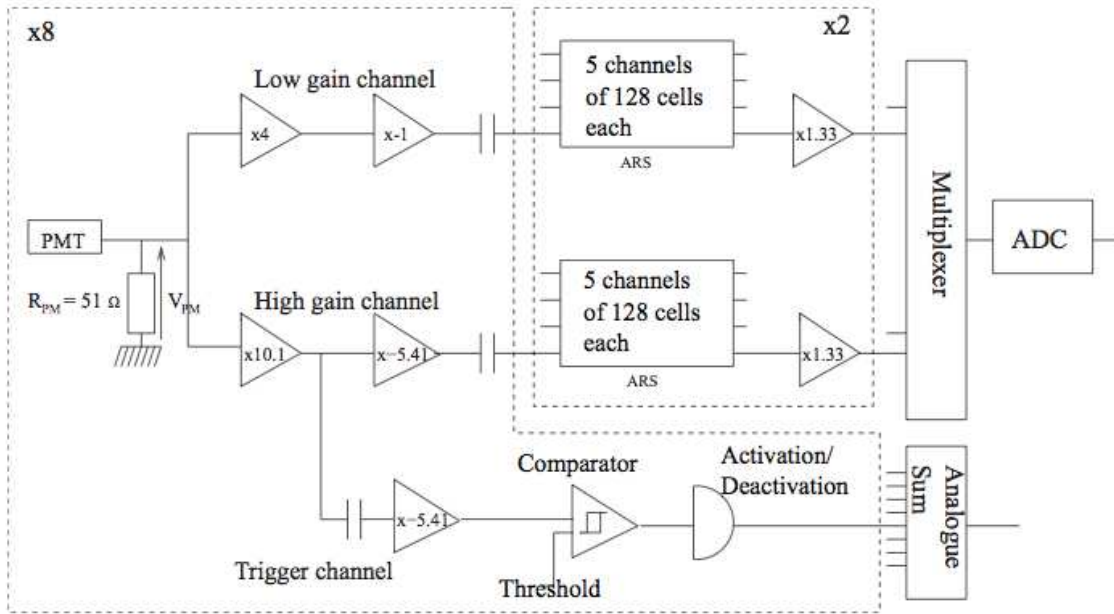 x8
x2
Low gain channel
5 channels
of 128 cells
each
x4
x-1
x1.33
ARS
PMT
R_PM = 51 Ω
V_PM
High gain channel
5 channels
of 128 cells
each
x10.1
x−5.41
x1.33
ARS
Multiplexer
ADC
Comparator
Activation/
Deactivation
x−5.41
Trigger channel
Threshold
Analogue
Sum